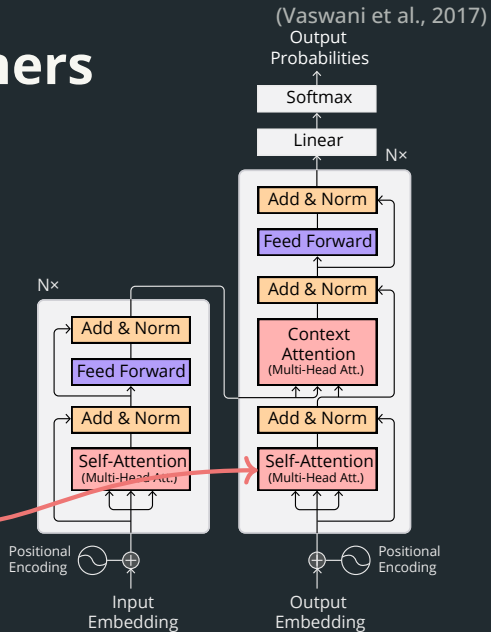 (Vaswani et al., 2017)
ners
Output
Probabilities
Softmax
Linear
N×
Add & Norm
Feed Forward
Add & Norm
Context
Attention
(Multi-Head Att.)
Add & Norm
Self-Attention
(Multi-Head Att.)
Positional
Encoding
Output
Embedding
N×
Add & Norm
Feed Forward
Add & Norm
Self-Attention
(Multi-Head Att.)
Positional
Encoding
Input
Embedding